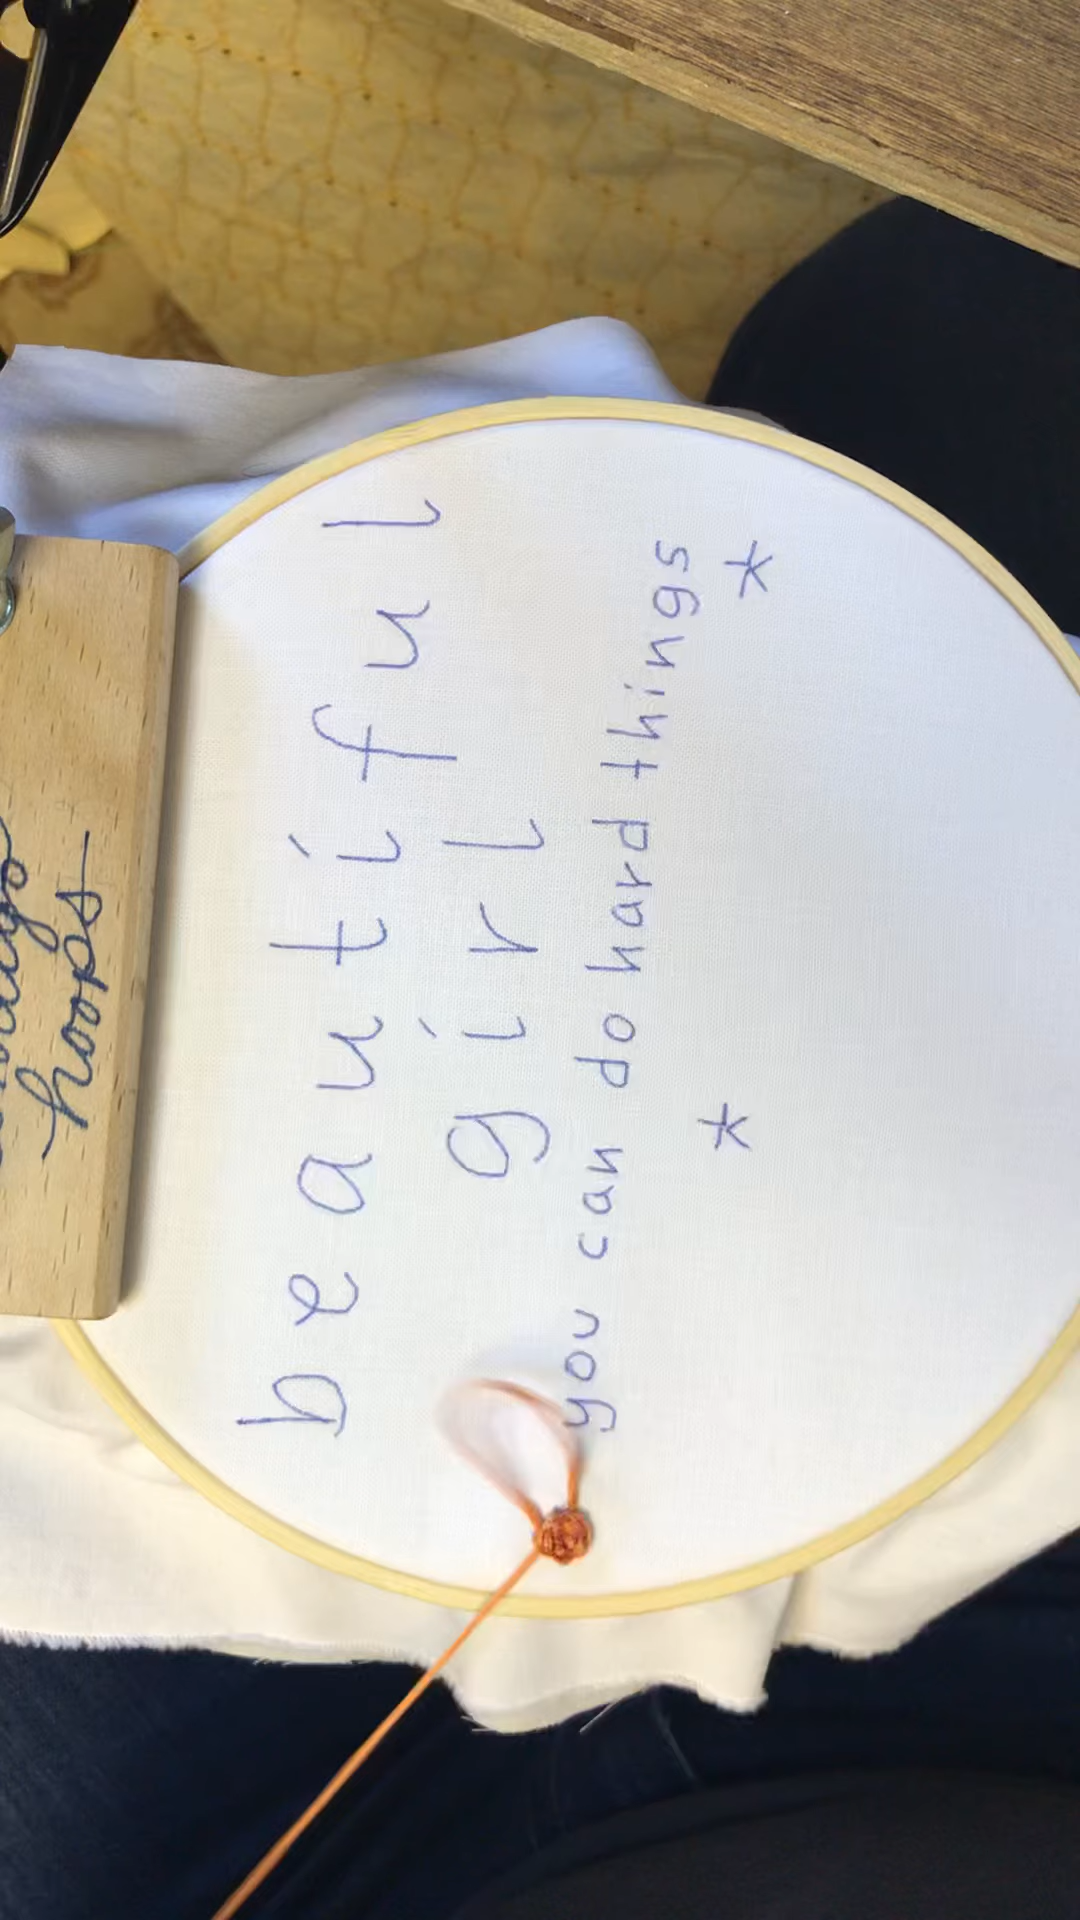 beautiful
girl
you can do hard things
* *
hoops